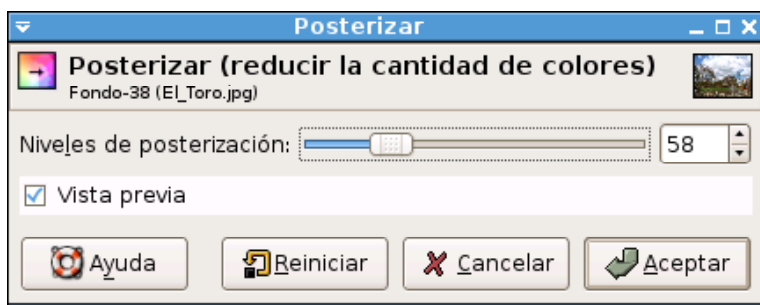 Posterizar
Posterizar (reducir la cantidad de colores)
Fondo-38 (El_Toro.jpg)
Niveles de posterización: 58
Vista previa
Ayuda Reiniciar Cancelar Aceptar